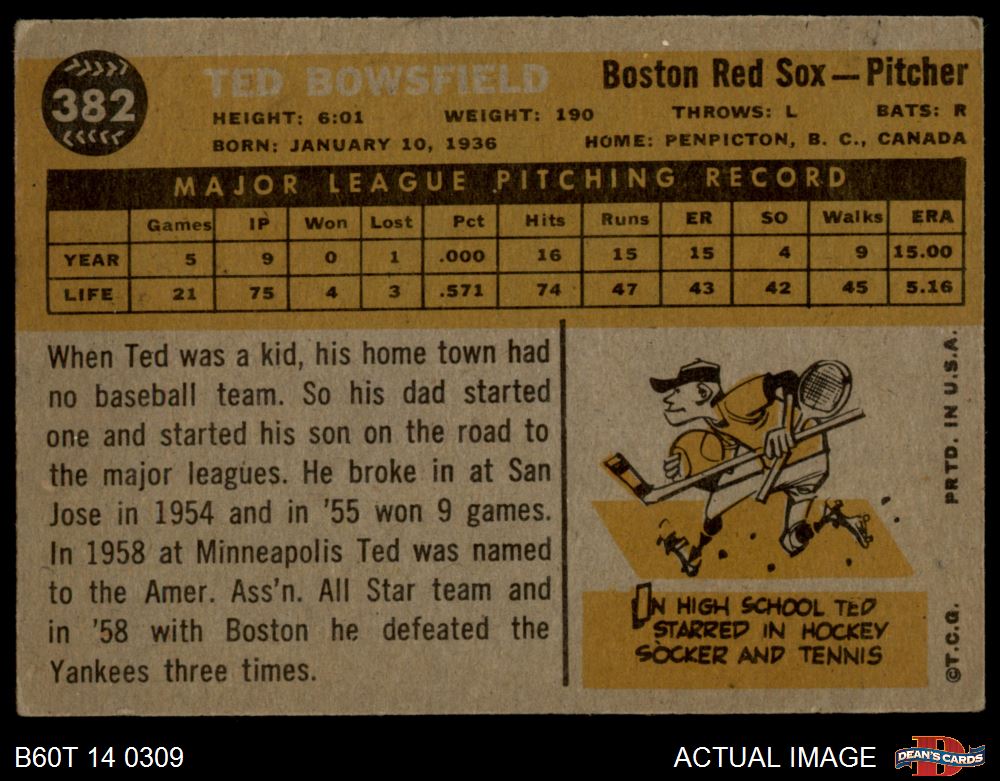 382
TED BOWSFIELD
Boston Red Sox—Pitcher
HEIGHT: 6:01 WEIGHT: 190 THROWS: L BATS: R
BORN: JANUARY 10, 1936 HOME: PENPICTON, B. C., CANADA
MAJOR LEAGUE PITCHING RECORD
Games IP Won Lost Pct Hits Runs ER SO Walks ERA
YEAR 5 9 0 1 .000 16 15 15 4 9 15.00
LIFE 21 75 4 3 .571 74 47 43 42 45 5.16
When Ted was a kid, his home town had
no baseball team. So his dad started
one and started his son on the road to
the major leagues. He broke in at San
Jose in 1954 and in '55 won 9 games.
In 1958 at Minneapolis Ted was named
to the Amer. Ass'n. All Star team and
in '58 with Boston he defeated the
Yankees three times.
IN HIGH SCHOOL TED
STARRED IN HOCKEY
SOCKER AND TENNIS
©T.C.G. PRTD. IN U.S.A.
B60T 14 0309
ACTUAL IMAGE
D
DEAN'S CARDS